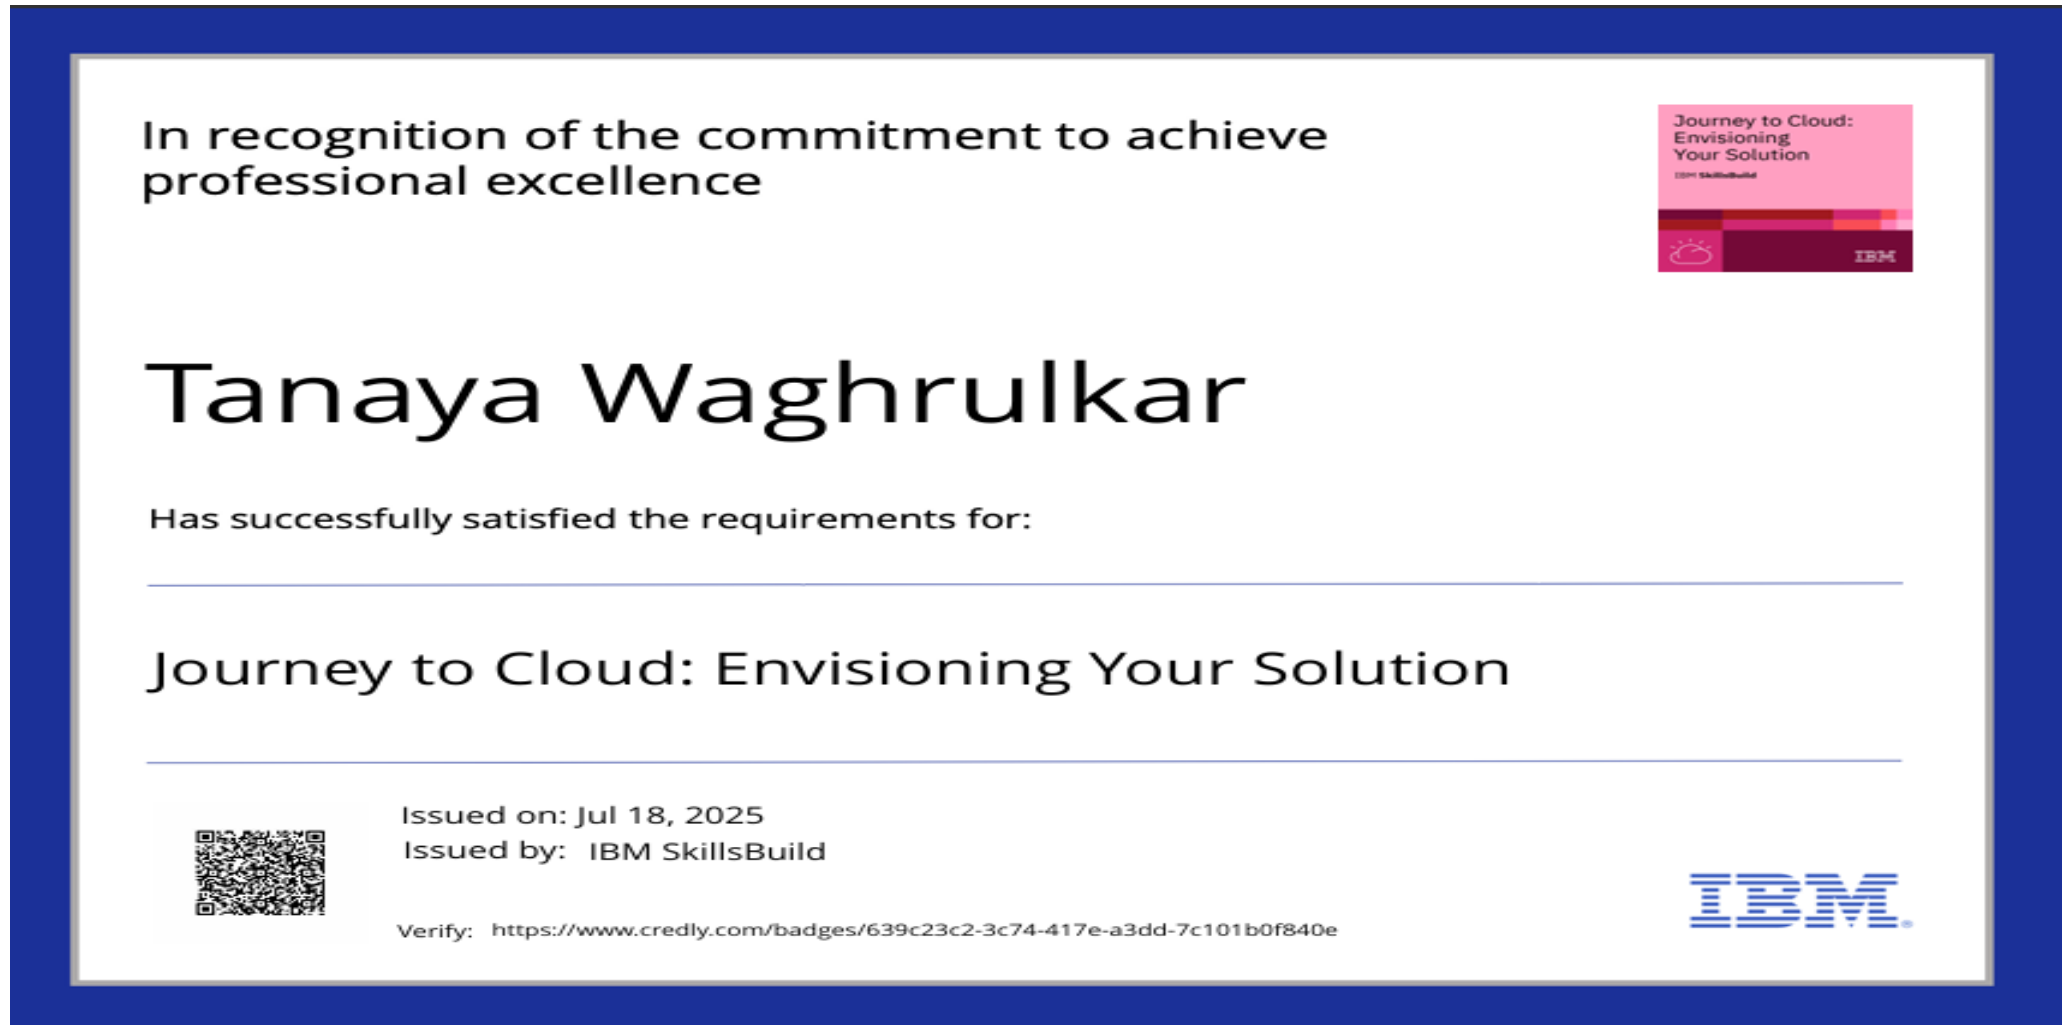 In recognition of the commitment to achieve
professional excellence
Journey to Cloud:
Envisioning
Your Solution
IBM SkillsBuild
IBM
Tanaya Waghrulkar
Has successfully satisfied the requirements for:
Journey to Cloud: Envisioning Your Solution
Issued on: Jul 18, 2025
Issued by: IBM SkillsBuild
Verify: https://www.credly.com/badges/639c23c2-3c74-417e-a3dd-7c101b0f840e
IBM®